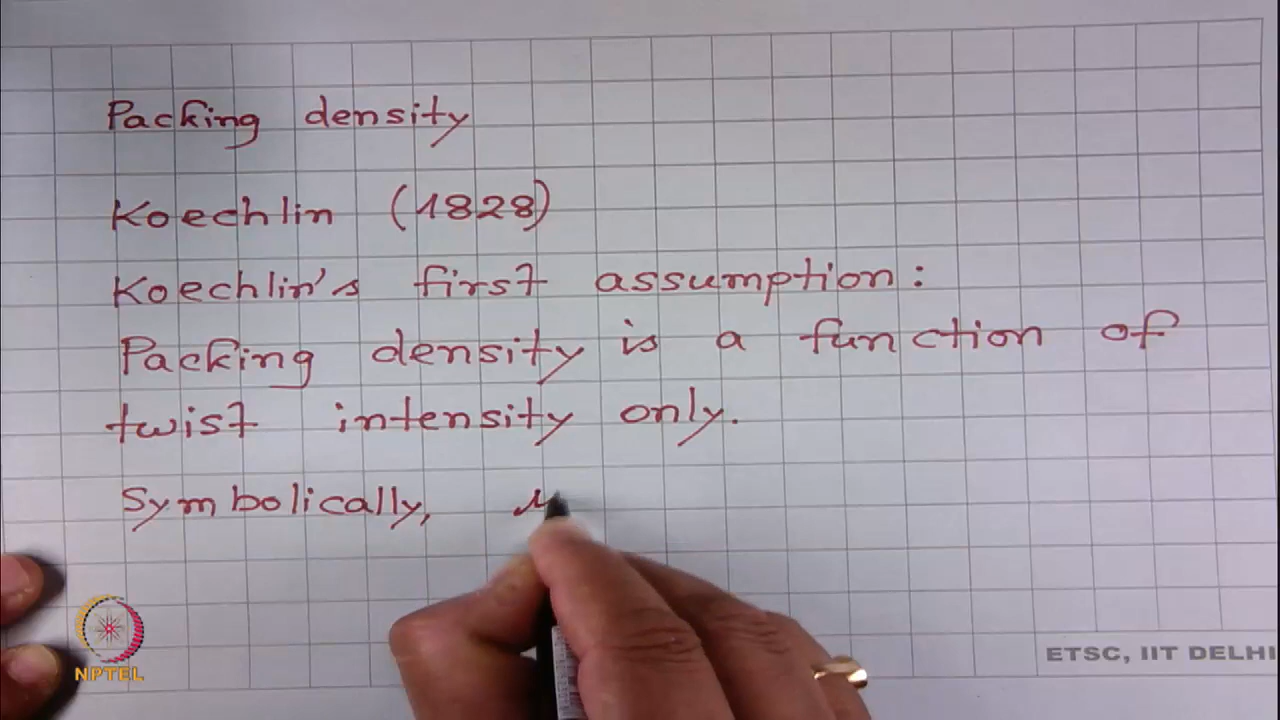 Packing density
Koechlin (1828)
Koechlin's first assumption:
Packing density is a function of
twist intensity only.
Symbolically, μ
NPTEL
ETSC, IIT DELHI